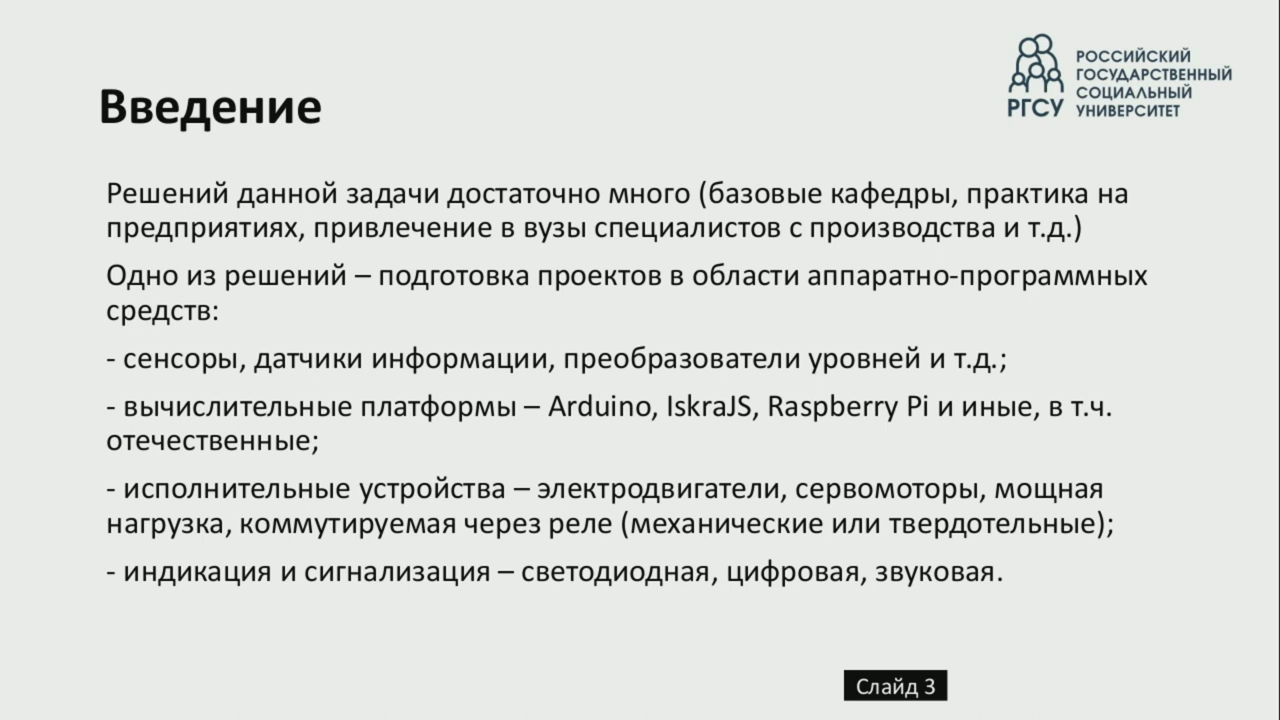 РОССИЙСКИЙ
ГОСУДАРСТВЕННЫЙ
СОЦИАЛЬНЫЙ
УНИВЕРСИТЕТ
РГСУ
Введение
Решений данной задачи достаточно много (базовые кафедры, практика на
предприятиях, привлечение в вузы специалистов с производства и т.д.)
Одно из решений – подготовка проектов в области аппаратно-программных
средств:
- сенсоры, датчики информации, преобразователи уровней и т.д.;
- вычислительные платформы – Arduino, IskraJS, Raspberry Pi и иные, в т.ч.
отечественные;
- исполнительные устройства – электродвигатели, сервомоторы, мощная
нагрузка, коммутируемая через реле (механические или твердотельные);
- индикация и сигнализация – светодиодная, цифровая, звуковая.
Слайд 3